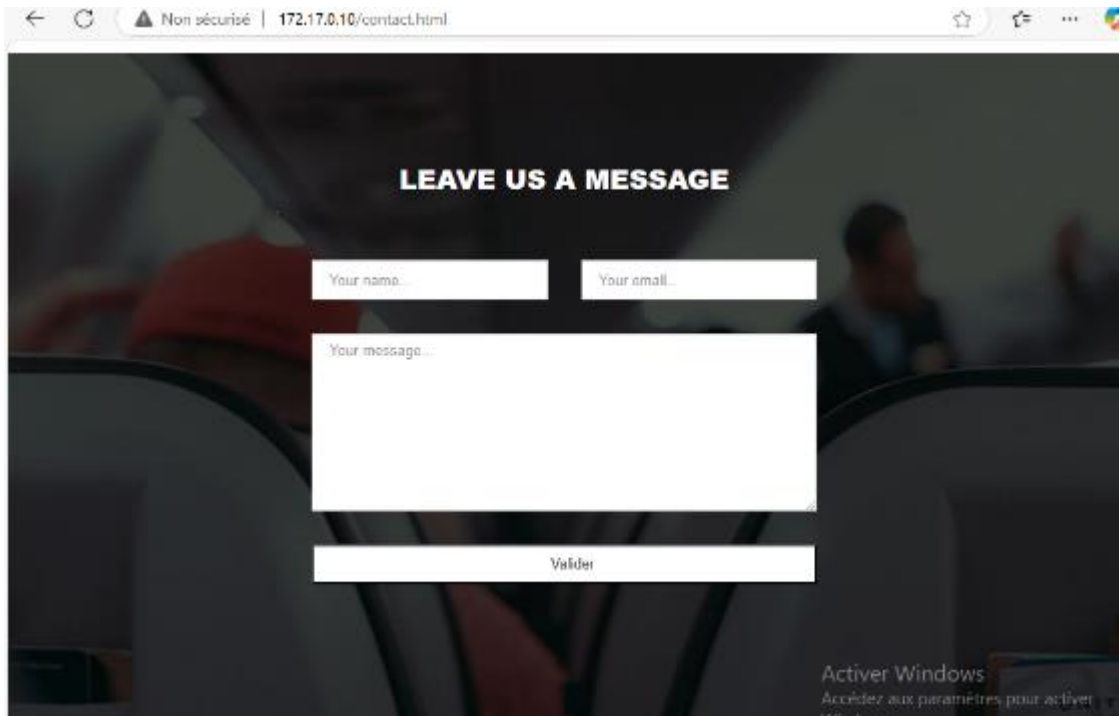 Non sécurisé | 172.17.0.10/contact.html
LEAVE US A MESSAGE
Your name...
Your email...
Your message...
Valider
Activer Windows
Accédez aux paramètres pour activer